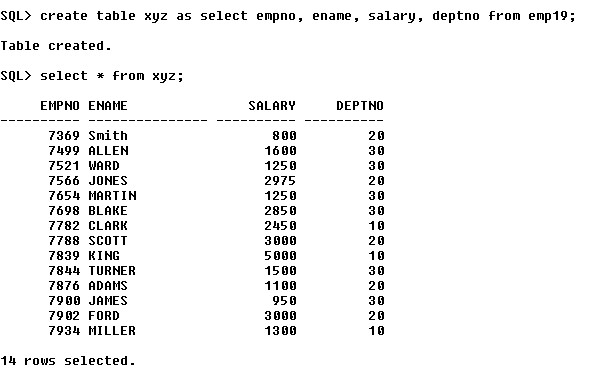 SQL> create table xyz as select empno, ename, salary, deptno from emp19;
Table created.
SQL> select * from xyz;
EMPNO ENAME SALARY DEPTNO
---------- --------------- ---------- ----------
7369 Smith 800 20
7499 ALLEN 1600 30
7521 WARD 1250 30
7566 JONES 2975 20
7654 MARTIN 1250 30
7698 BLAKE 2850 30
7782 CLARK 2450 10
7788 SCOTT 3000 20
7839 KING 5000 10
7844 TURNER 1500 30
7876 ADAMS 1100 20
7900 JAMES 950 30
7902 FORD 3000 20
7934 MILLER 1300 10
14 rows selected.